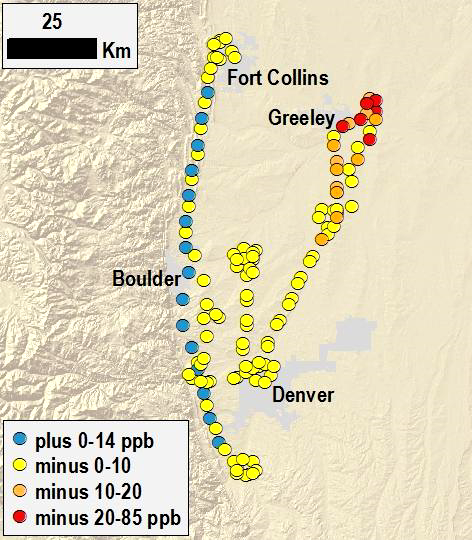 25
Km
Fort Collins
Greeley
Boulder
Denver
plus 0-14 ppb
minus 0-10
minus 10-20
minus 20-85 ppb